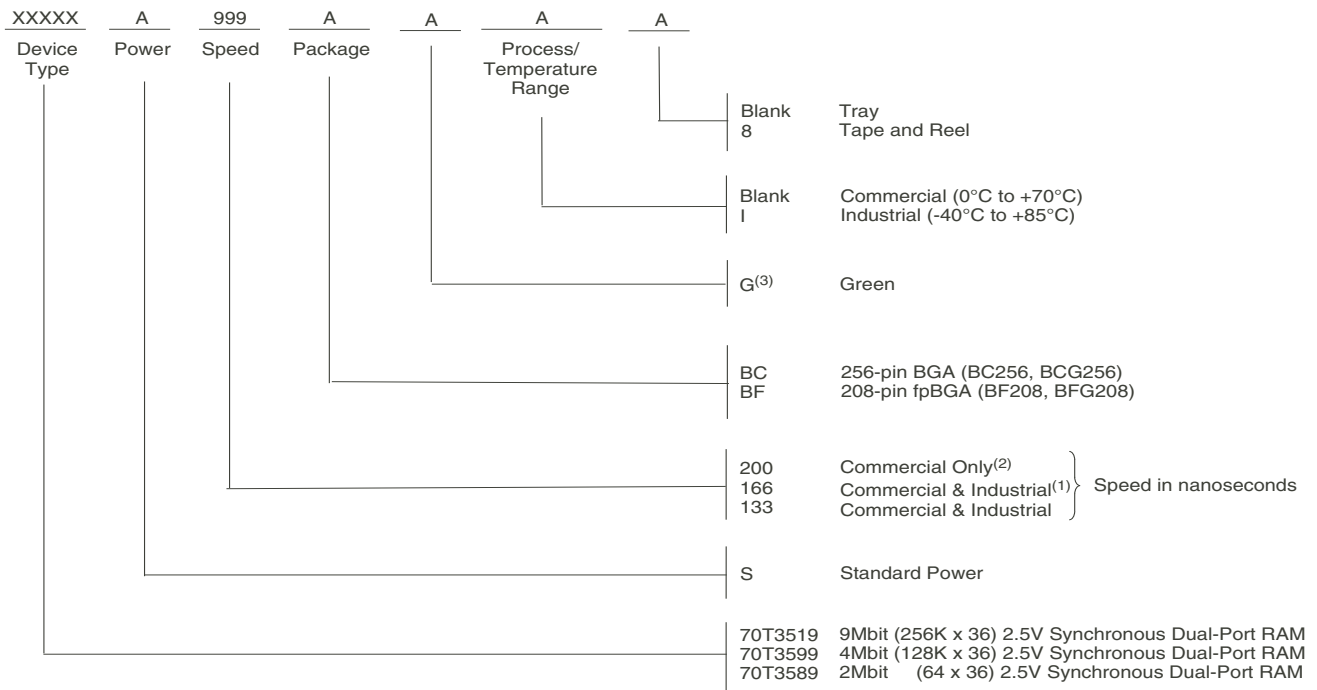 XXXXX A 999 A A A A
Device Type
Power
Speed
Package
Process/
Temperature
Range
Blank Tray
8 Tape and Reel
Blank Commercial (0°C to +70°C)
I Industrial (-40°C to +85°C)
G(3) Green
BC 256-pin BGA (BC256, BCG256)
BF 208-pin fpBGA (BF208, BFG208)
200 Commercial Only(2)
166 Commercial & Industrial(1)
133 Commercial & Industrial
Speed in nanoseconds
S Standard Power
70T3519 9Mbit (256K x 36) 2.5V Synchronous Dual-Port RAM
70T3599 4Mbit (128K x 36) 2.5V Synchronous Dual-Port RAM
70T3589 2Mbit (64 x 36) 2.5V Synchronous Dual-Port RAM